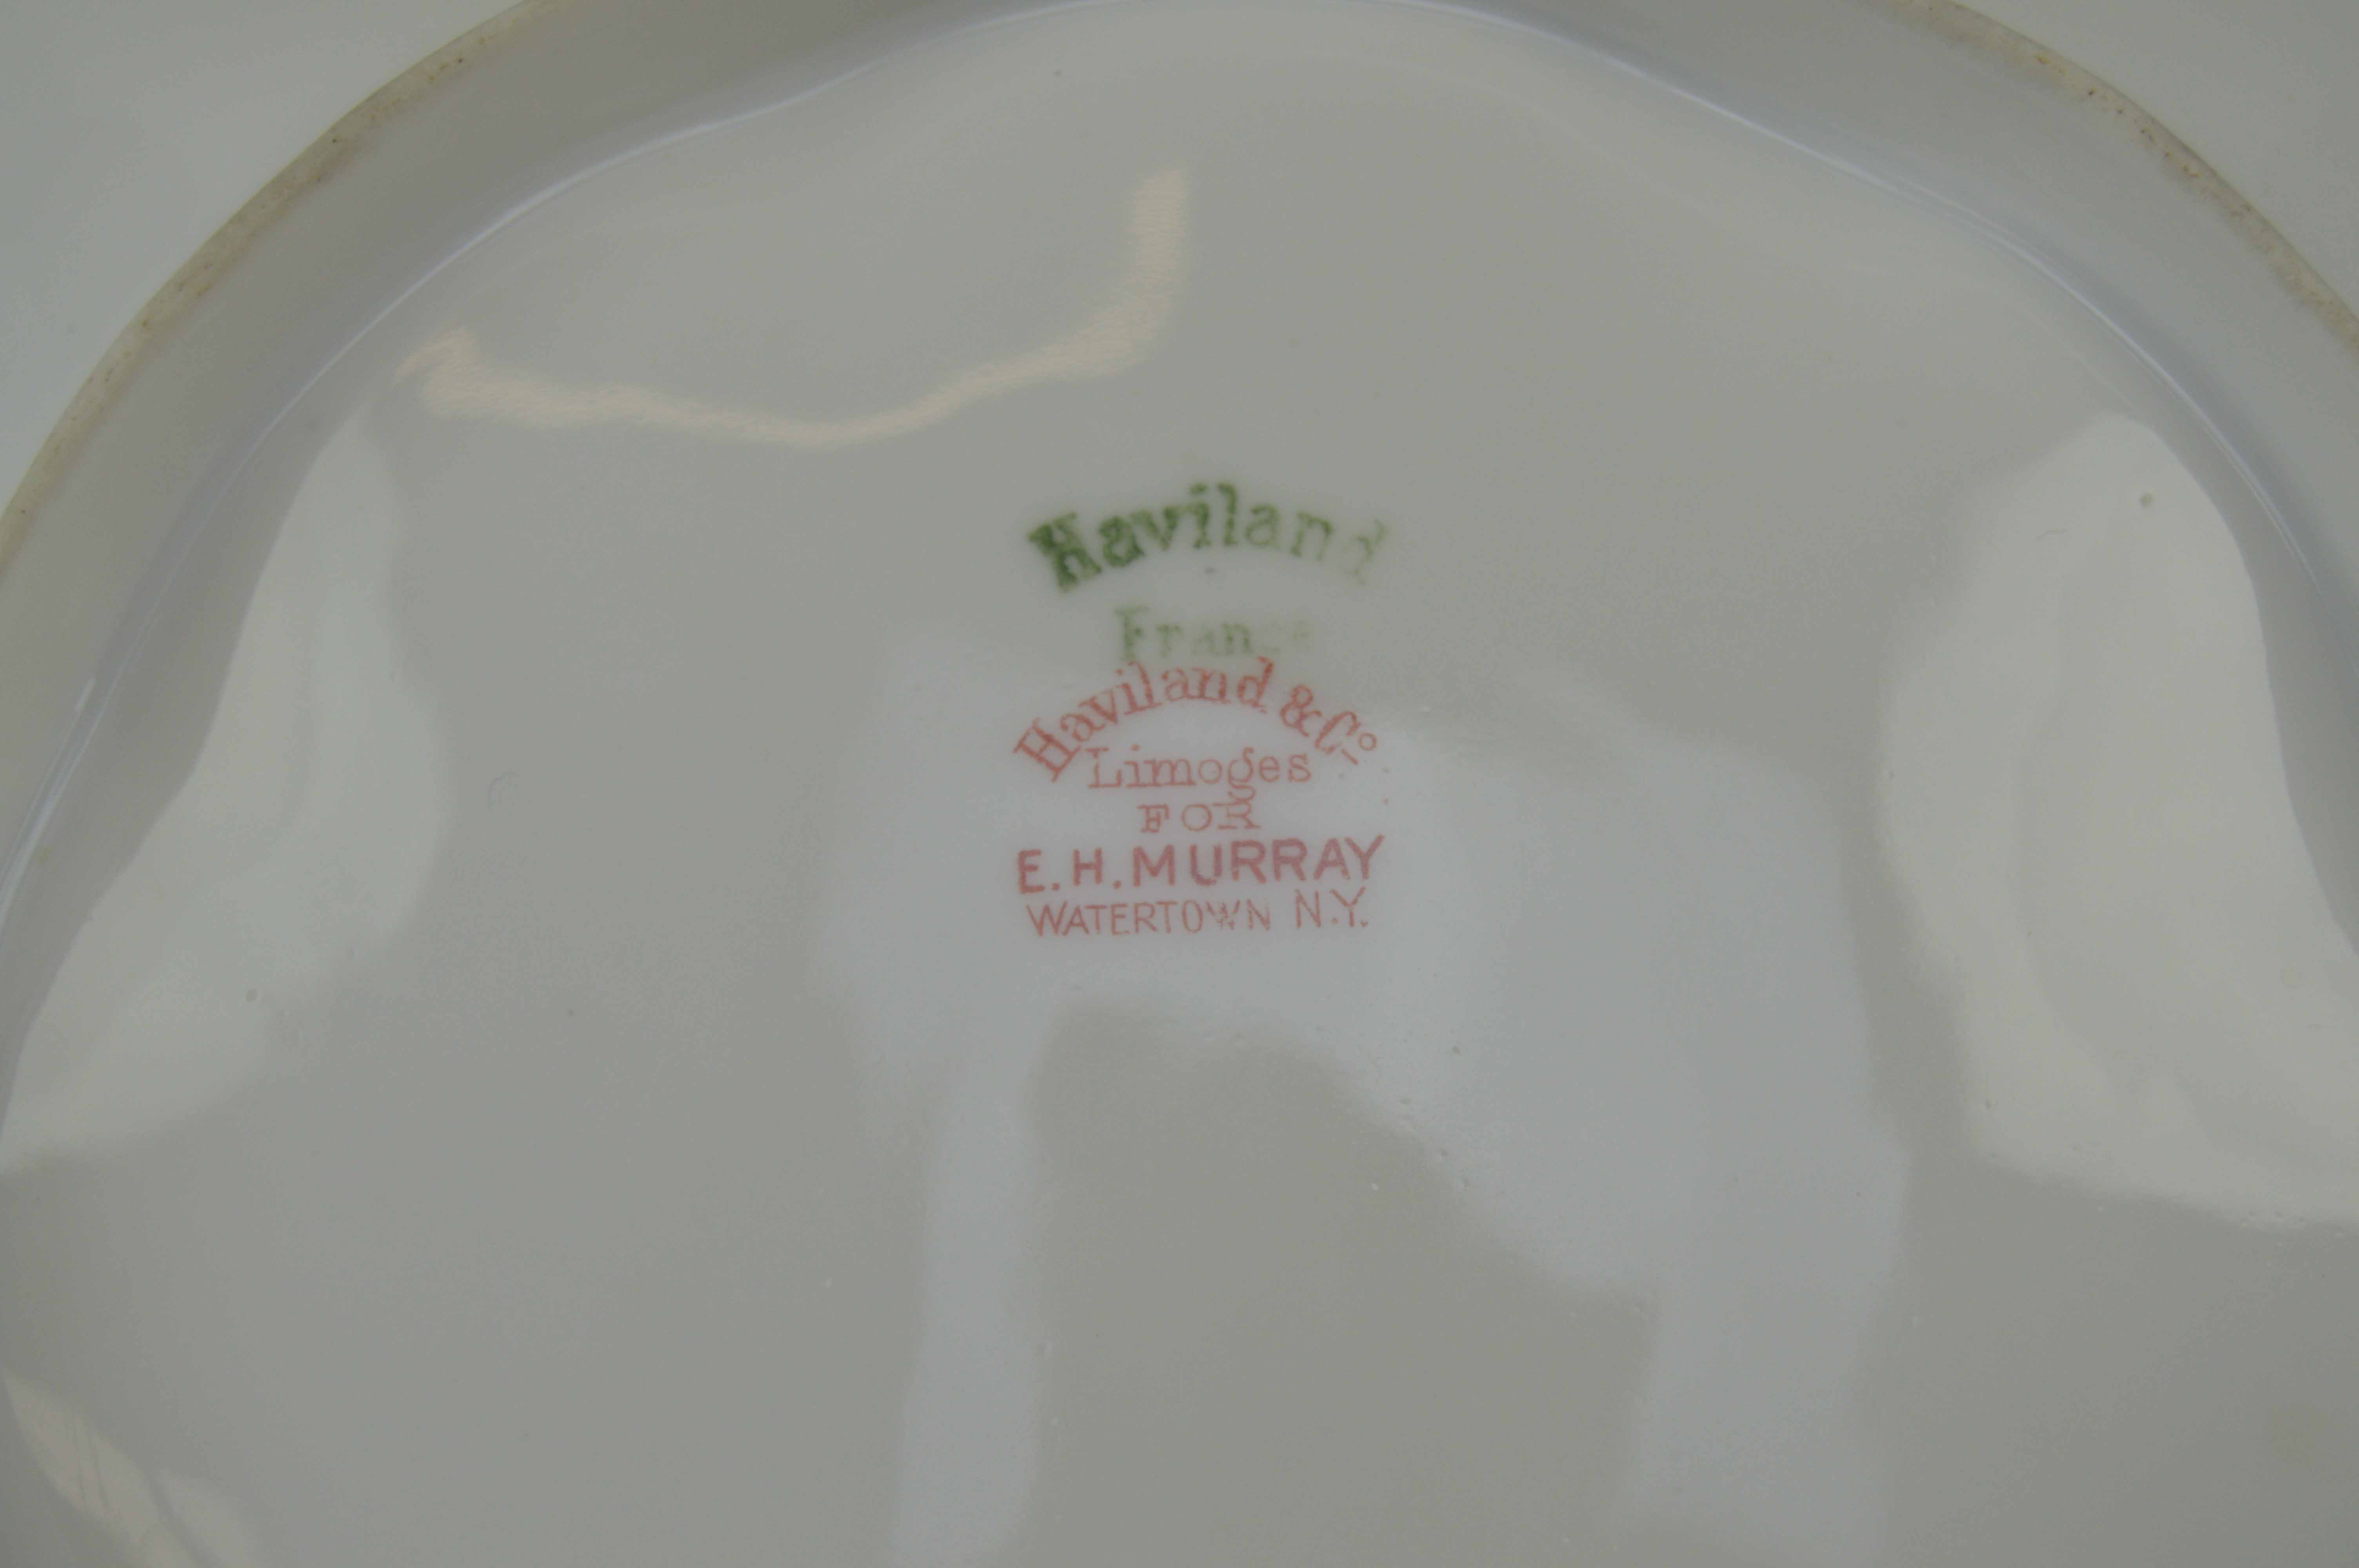 Haviland
France
Haviland & Co.
Limoges
FOR
E. H. MURRAY
WATERTOWN N.Y.